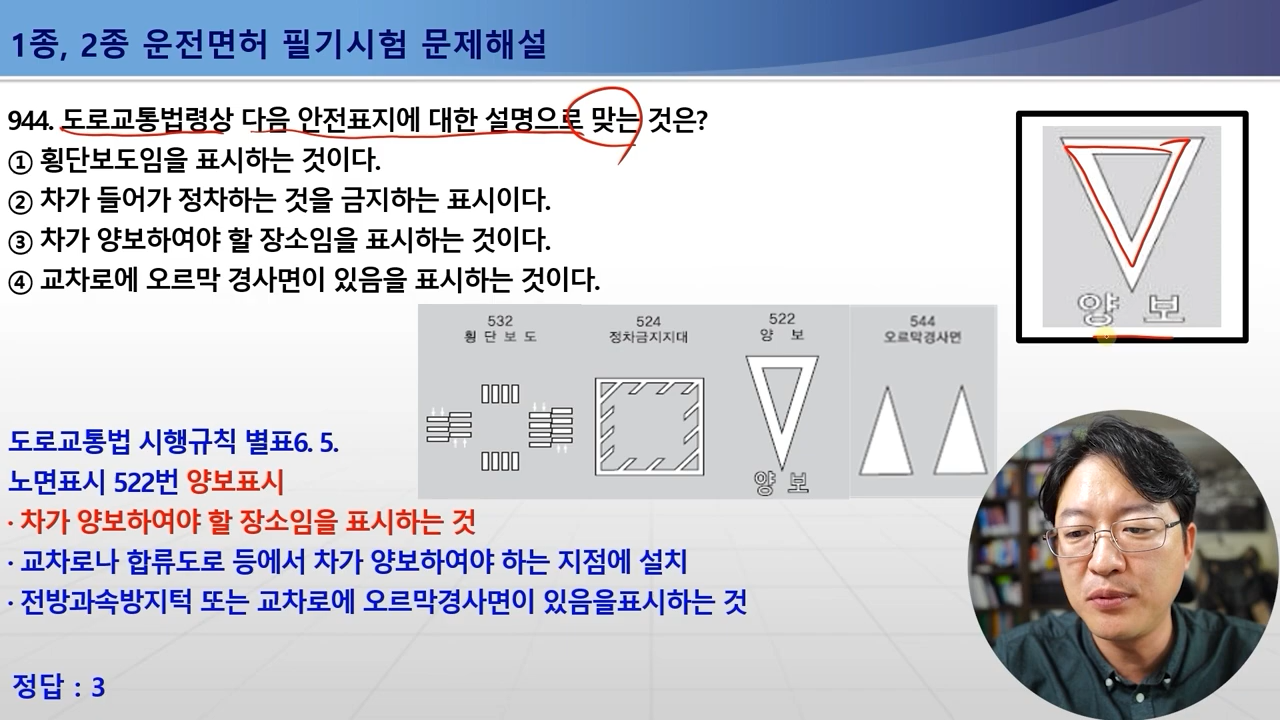 1종, 2종 운전면허 필기시험 문제해설
944. 도로교통법령상 다음 안전표지에 대한 설명으로 맞는 것은?
① 횡단보도임을 표시하는 것이다.
② 차가 들어가 정차하는 것을 금지하는 표시이다.
③ 차가 양보하여야 할 장소임을 표시하는 것이다.
④ 교차로에 오르막 경사면이 있음을 표시하는 것이다.
양 보
532
횡 단 보 도
524
정차금지지대
522
양 보
양 보
544
오르막경사면
도로교통법 시행규칙 별표6. 5.
노면표시 522번 양보표시
· 차가 양보하여야 할 장소임을 표시하는 것
· 교차로나 합류도로 등에서 차가 양보하여야 하는 지점에 설치
· 전방과속방지턱 또는 교차로에 오르막경사면이 있음을표시하는 것
정답 : 3